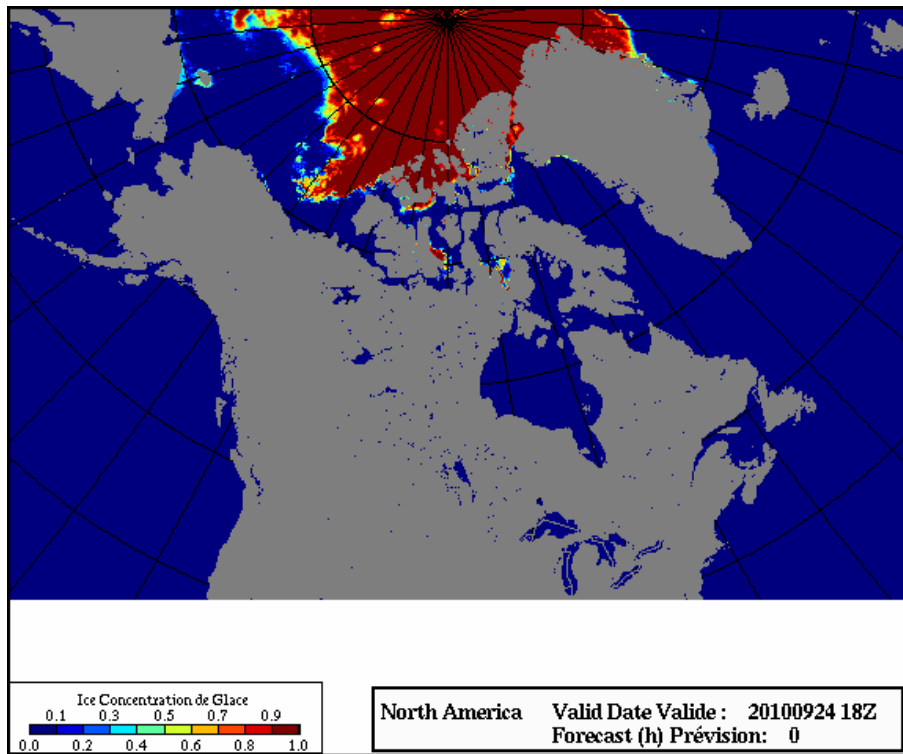 Ice Concentration de Glace
0.1 0.3 0.5 0.7 0.9
0.0 0.2 0.4 0.6 0.8 1.0
North America Valid Date Valide : 20100924 18Z
Forecast (h) Prévision: 0